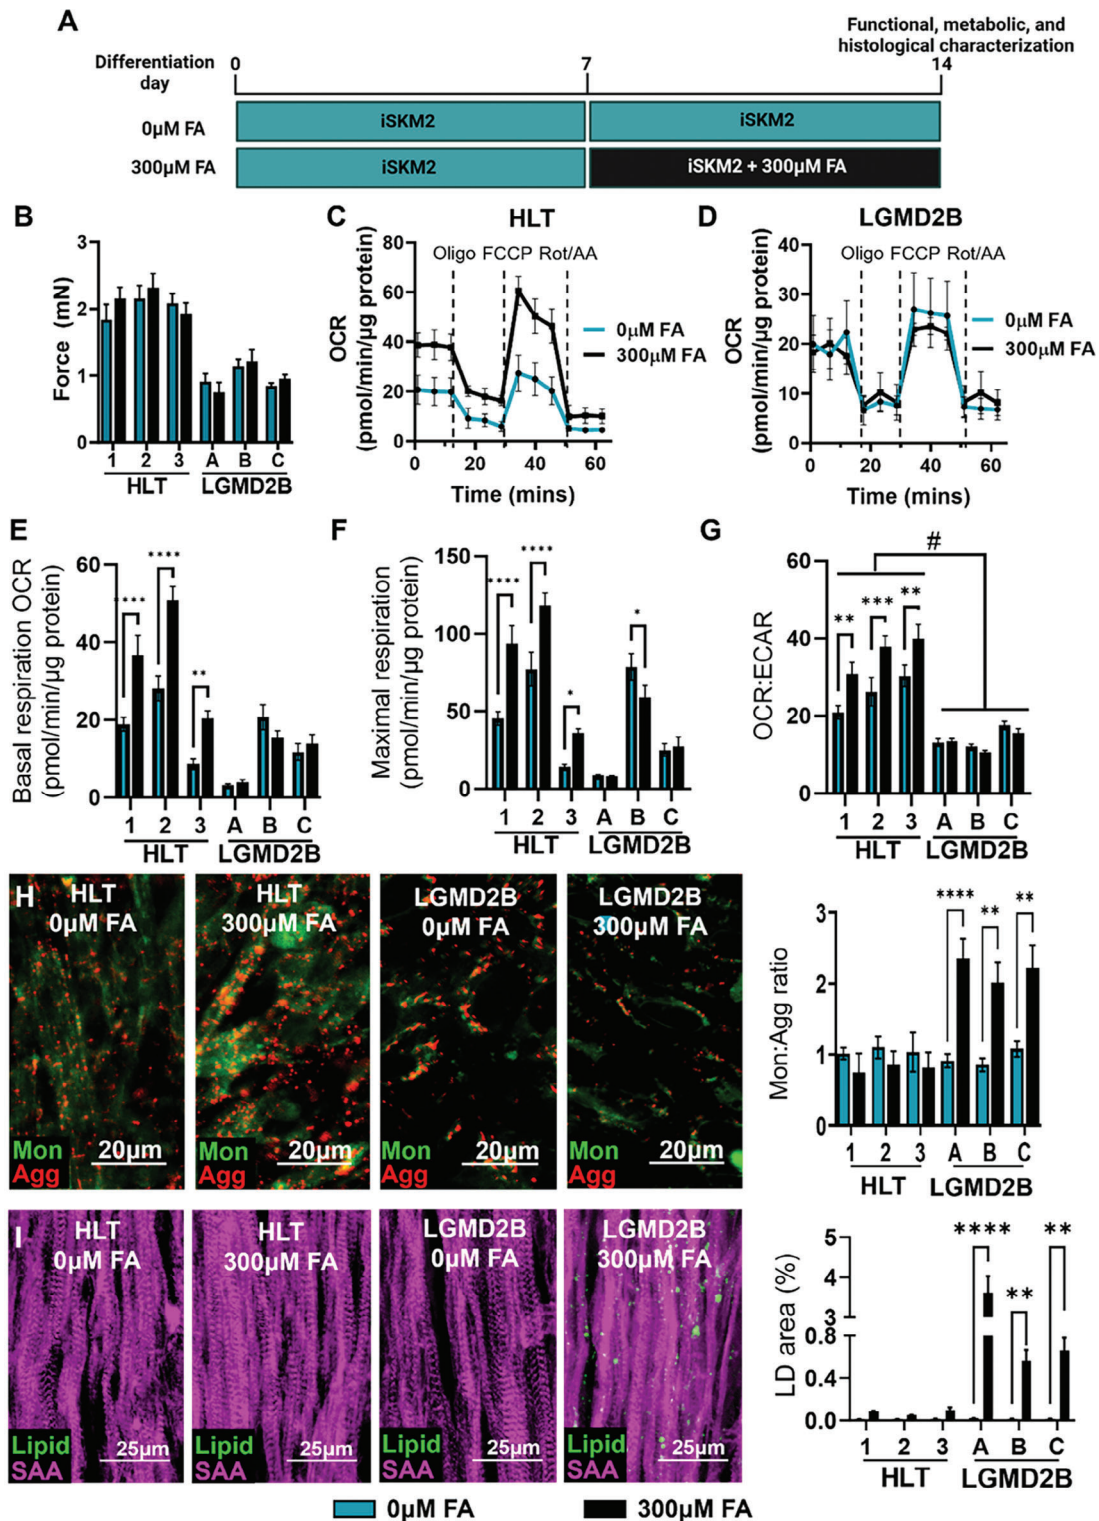 A
Functional, metabolic, and
histological characterization
Differentiation
day
0
7
14
0µM FA
iSKM2
iSKM2
300µM FA
iSKM2
iSKM2 + 300µM FA
B
Force (mN)
3
2
1
0
1 2 3 A B C
HLT LGMD2B
C
HLT
OCR
(pmol/min/µg protein)
80
60
40
20
0
Oligo FCCP Rot/AA
0µM FA
300µM FA
0 20 40 60
Time (mins)
D
LGMD2B
OCR
(pmol/min/µg protein)
40
30
20
10
0
Oligo FCCP Rot/AA
0µM FA
300µM FA
0 20 40 60
Time (mins)
E
Basal respiration OCR
(pmol/min/µg protein)
60
40
20
0
****
****
**
1 2 3 A B C
HLT LGMD2B
F
Maximal respiration
(pmol/min/µg protein)
150
100
50
0
****
****
*
*
1 2 3 A B C
HLT LGMD2B
G
OCR:ECAR
60
40
20
0
#
**
***
**
1 2 3 A B C
HLT LGMD2B
H
HLT
0µM FA
Mon
Agg
20µm
HLT
300µM FA
Mon
Agg
20µm
LGMD2B
0µM FA
Mon
Agg
20µm
LGMD2B
300µM FA
Mon
Agg
20µm
Mon:Agg ratio
3
2
1
0
****
**
**
1 2 3 A B C
HLT LGMD2B
I
HLT
0µM FA
Lipid
SAA
25µm
HLT
300µM FA
Lipid
SAA
25µm
LGMD2B
0µM FA
Lipid
SAA
25µm
LGMD2B
300µM FA
Lipid
SAA
25µm
LD area (%)
5
4
3
0.8
0.4
0.0
****
**
**
1 2 3 A B C
HLT LGMD2B
0µM FA
300µM FA